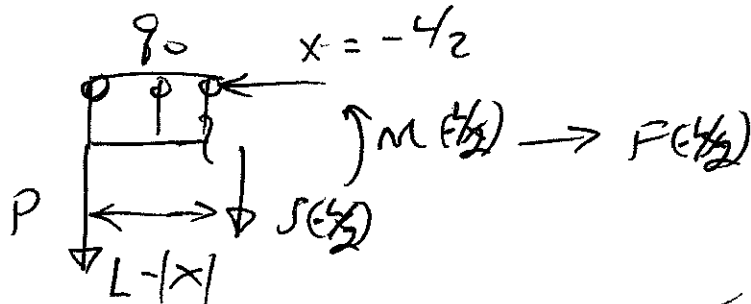 q₀ x = -L/2
M(-L/2) → F(-L/2)
P S(-L/2)
L-|x|